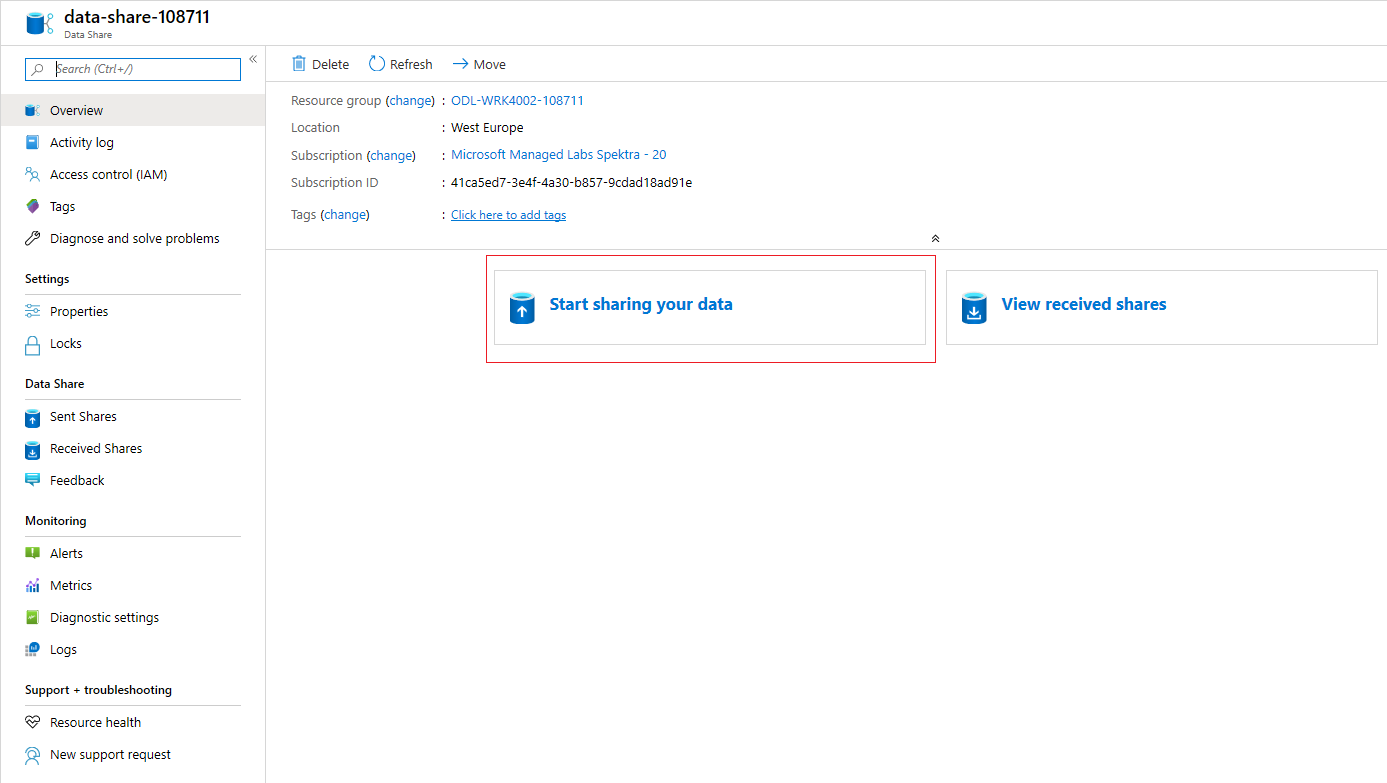 data-share-108711
Data Share
Search (Ctrl+/)
«
Overview
Activity log
Access control (IAM)
Tags
Diagnose and solve problems
Settings
Properties
Locks
Data Share
Sent Shares
Received Shares
Feedback
Monitoring
Alerts
Metrics
Diagnostic settings
Logs
Support + troubleshooting
Resource health
New support request
Delete Refresh Move
Resource group (change) : ODL-WRK4002-108711
Location : West Europe
Subscription (change) : Microsoft Managed Labs Spektra - 20
Subscription ID : 41ca5ed7-3e4f-4a30-b857-9cdad18ad91e
Tags (change) : Click here to add tags
Start sharing your data
View received shares